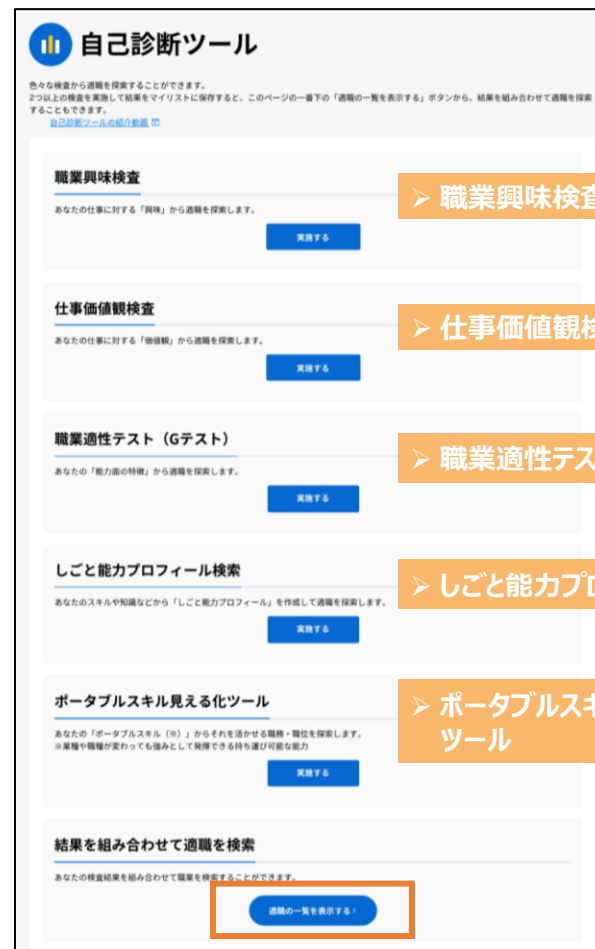 自己診断ツール
色々な検査から適職を探索することができます。
2つ以上の検査を実施して結果をマイリストに保存すると、このページの一番下の「適職の一覧を表示する」ボタンから、結果を組み合わせて適職を探索
することもできます。
自己診断ツールの紹介動画
職業興味検査
あなたの仕事に対する「興味」から適職を探索します。
➢ 職業興味検査
実施する
仕事価値観検査
あなたの仕事に対する「価値観」から適職を探索します。
➢ 仕事価値観検
実施する
職業適性テスト（Gテスト）
あなたの「能力面の特徴」から適職を探索します。
➢ 職業適性テス
実施する
しごと能力プロフィール検索
あなたのスキルや知識などから「しごと能力プロフィール」を作成して適職を探索します。
➢ しごと能力プロ
実施する
ポータブルスキル見える化ツール
あなたの「ポータブルスキル（※）」からそれを活かせる職務・職位を探索します。
※業種や職種が変わっても強みとして発揮できる持ち運び可能な能力
➢ ポータブルスキ
ツール
実施する
結果を組み合わせて適職を検索
あなたの検査結果を組み合わせて職業を検索することができます。
適職の一覧を表示する ›